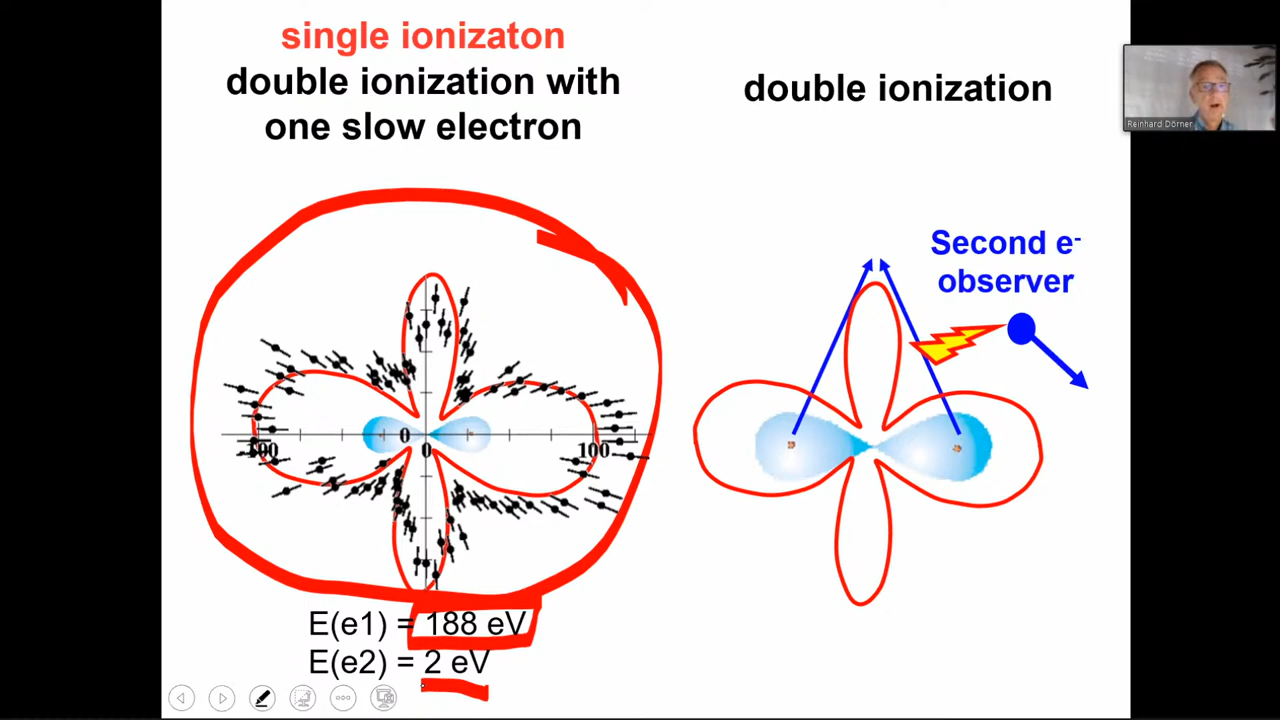 single ionizaton
double ionization with
one slow electron
double ionization
Reinhard Dörner
Second e-
observer
100
0
100
0
E(e1) = 188 eV
E(e2) = 2 eV